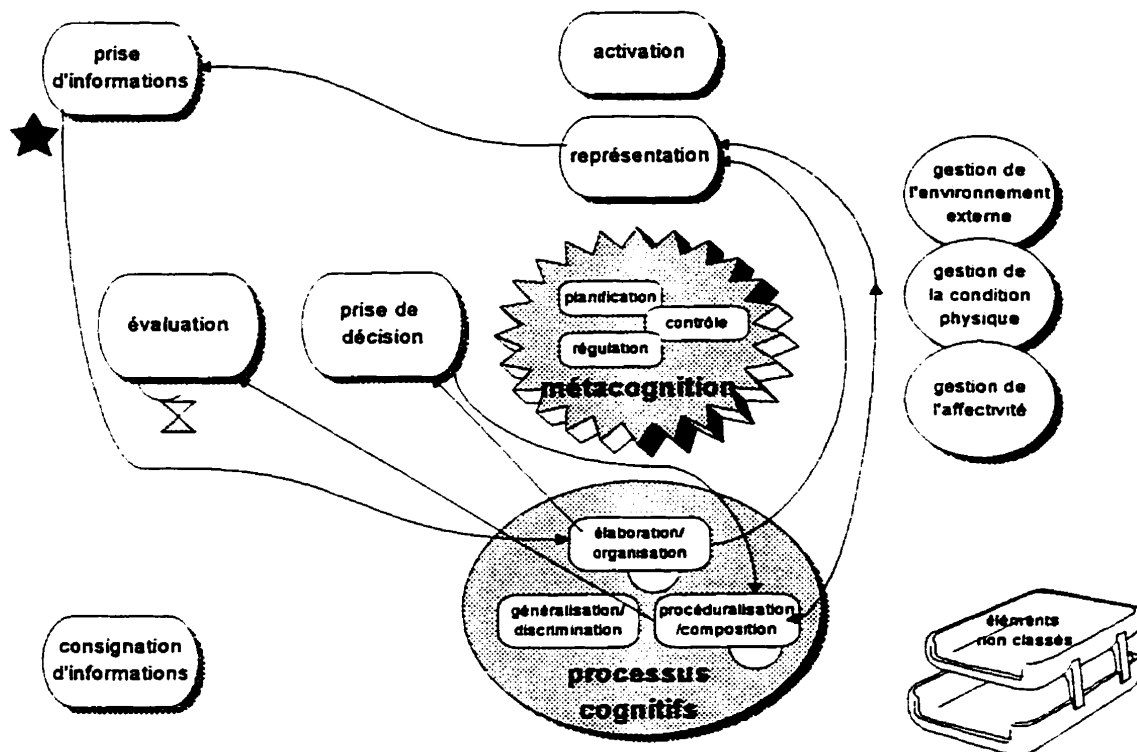 prise
d'informations
activation
représentation
gestion de
l'environnement
externe
gestion de
la condition
physique
gestion de
l'affectivité
évaluation
prise de
décision
planification
contrôle
régulation
métacognition
élaboration/
organisation
généralisation/
discrimination
procéduralisation
/composition
processus
cognitifs
consignation
d'informations
éléments
non classés